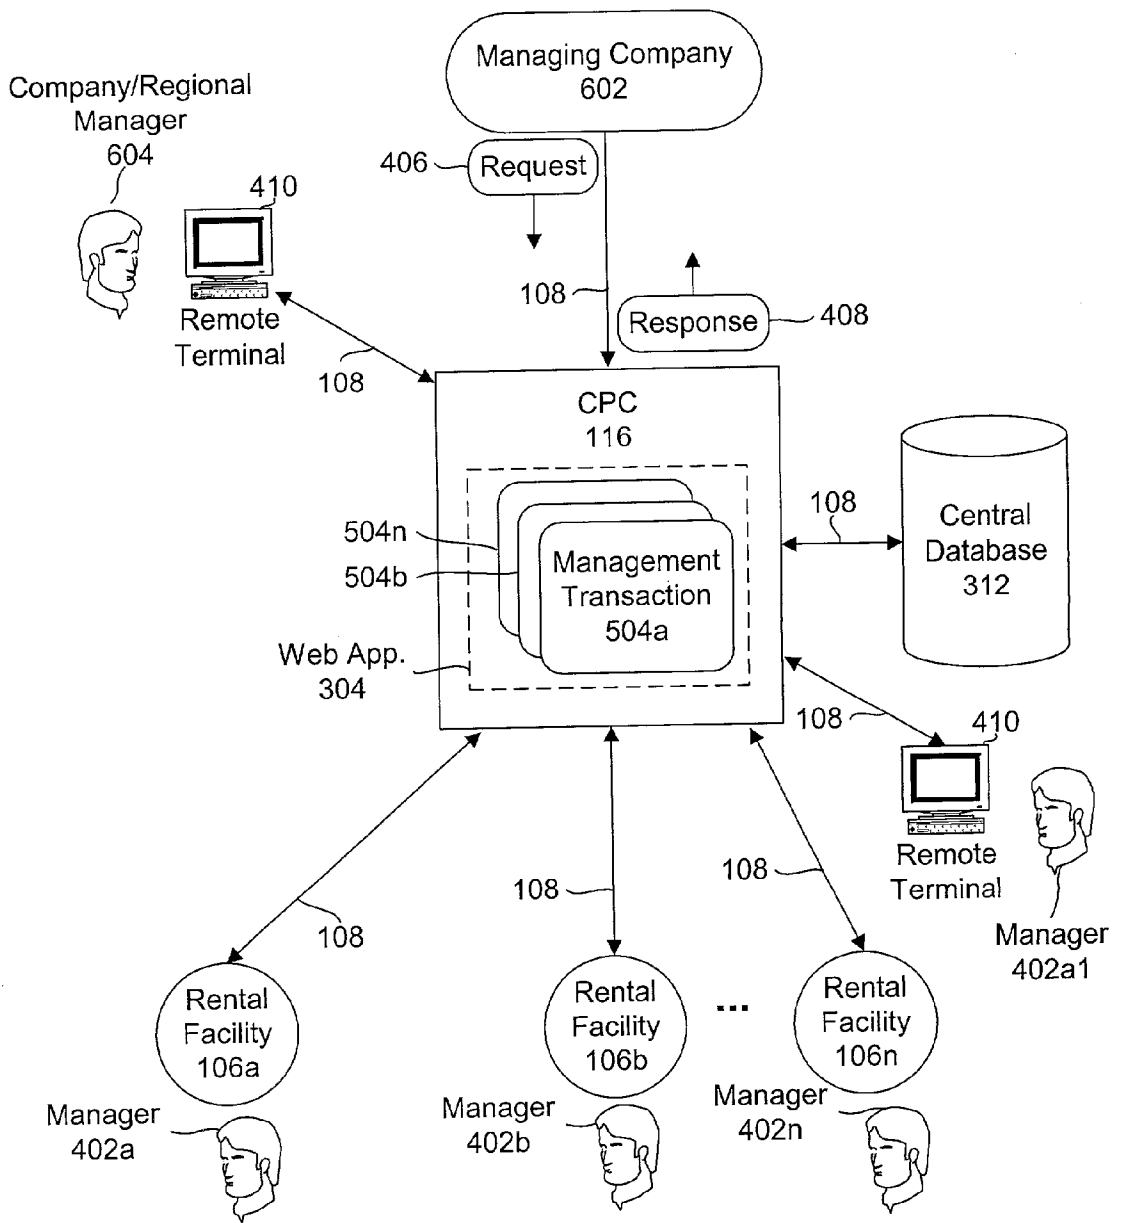 Managing Company
602
Company/Regional
Manager
604
406
Request
410
108
Response
408
Remote
Terminal
108
CPC
116
108
504n
504b
Management
Transaction
504a
Central
Database
312
Web App.
304
108
410
Remote
Terminal
108
108
108
Manager
402a1
Rental
Facility
106a
Rental
Facility
106b
...
Rental
Facility
106n
Manager
402a
Manager
402b
Manager
402n